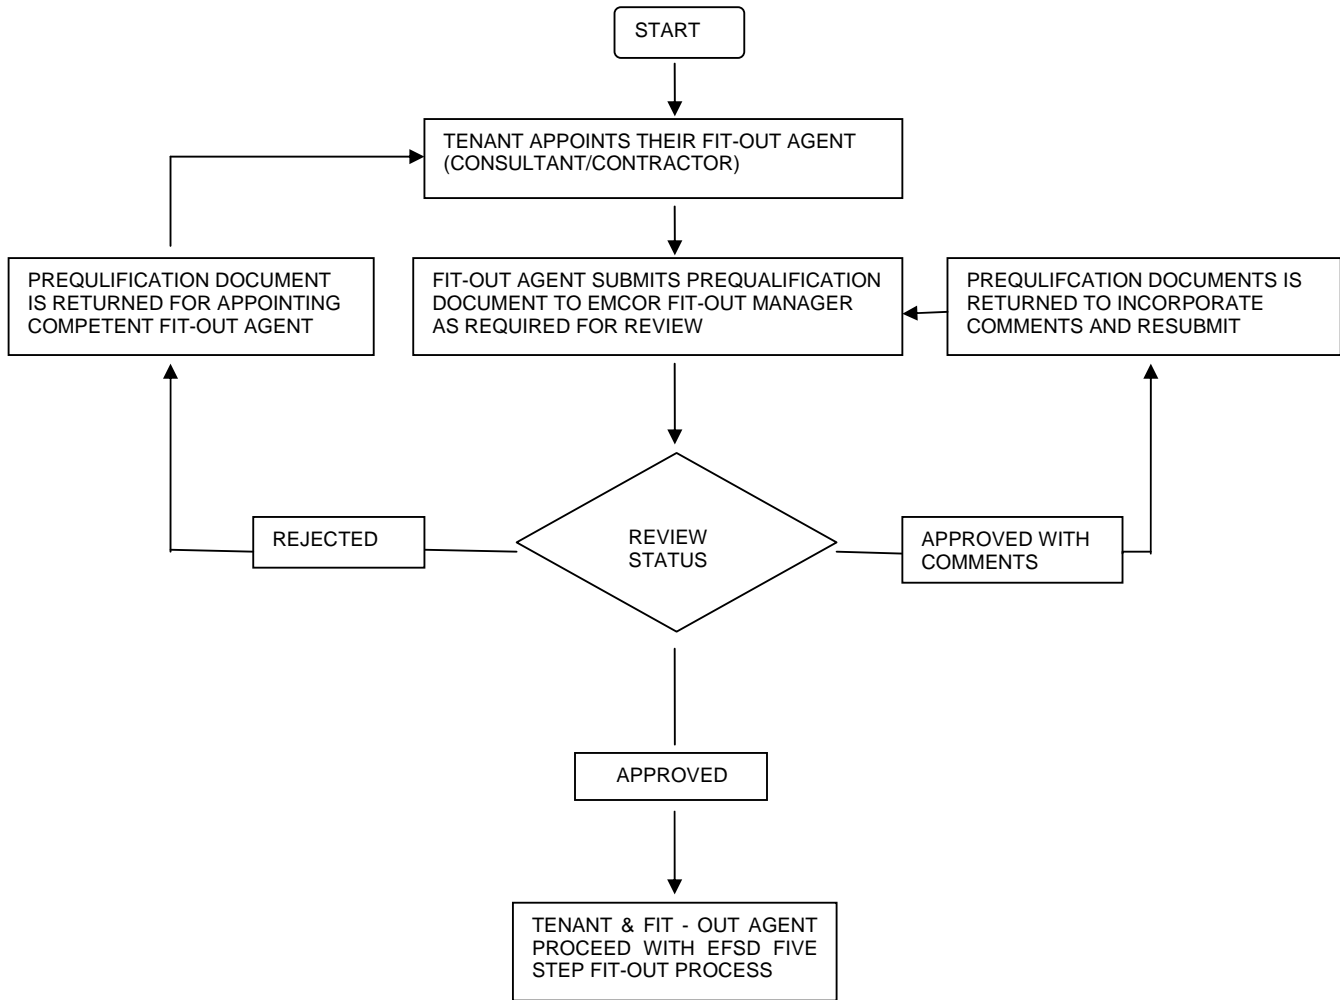 START
TENANT APPOINTS THEIR FIT-OUT AGENT
(CONSULTANT/CONTRACTOR)
PREQULIFICATION DOCUMENT
IS RETURNED FOR APPOINTING
COMPETENT FIT-OUT AGENT
FIT-OUT AGENT SUBMITS PREQUALIFICATION
DOCUMENT TO EMCOR FIT-OUT MANAGER
AS REQUIRED FOR REVIEW
PREQULIFCATION DOCUMENTS IS
RETURNED TO INCORPORATE
COMMENTS AND RESUBMIT
REJECTED
REVIEW
STATUS
APPROVED WITH
COMMENTS
APPROVED
TENANT & FIT - OUT AGENT
PROCEED WITH EFSD FIVE
STEP FIT-OUT PROCESS